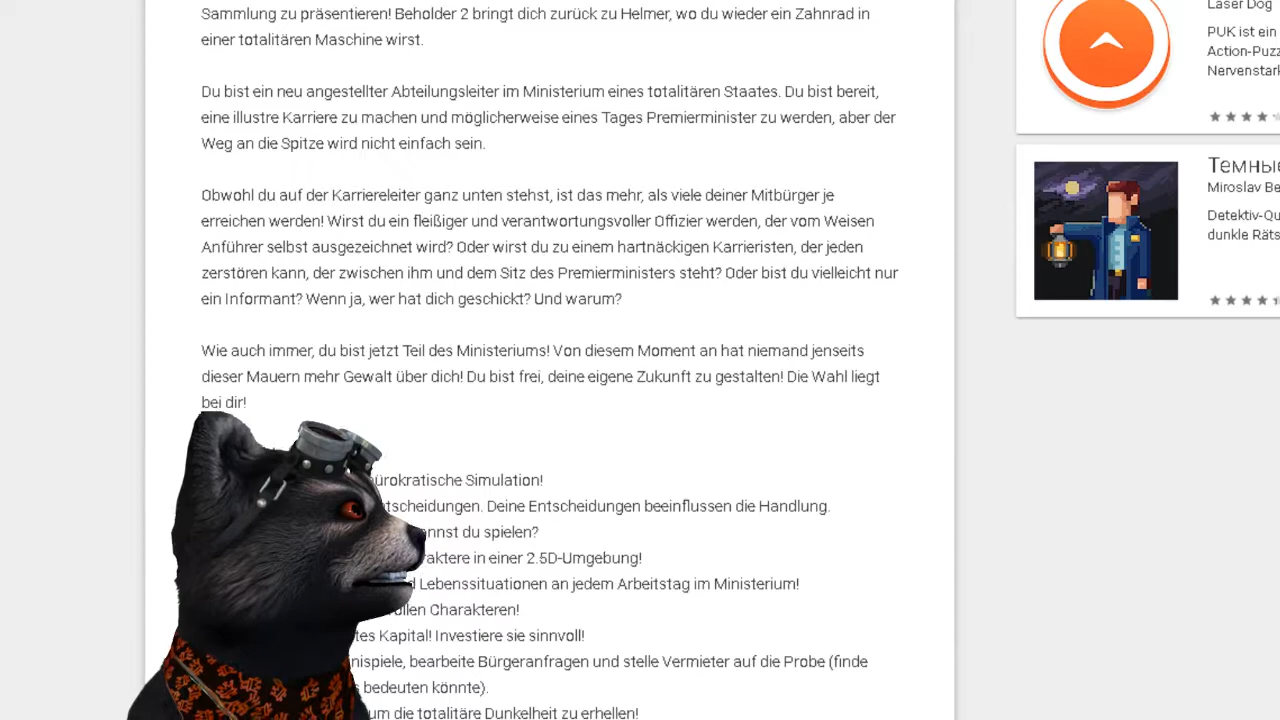 Sammlung zu präsentieren! Beholder 2 bringt dich zurück zu Helmer, wo du wieder ein Zahnrad in
einer totalitären Maschine wirst.
Du bist ein neu angestellter Abteilungsleiter im Ministerium eines totalitären Staates. Du bist bereit,
eine illustre Karriere zu machen und möglicherweise eines Tages Premierminister zu werden, aber der
Weg an die Spitze wird nicht einfach sein.
Obwohl du auf der Karriereleiter ganz unten stehst, ist das mehr, als viele deiner Mitbürger je
erreichen werden! Wirst du ein fleißiger und verantwortungsvoller Offizier werden, der vom Weisen
Anführer selbst ausgezeichnet wird? Oder wirst du zu einem hartnäckigen Karrieristen, der jeden
zerstören kann, der zwischen ihm und dem Sitz des Premierministers steht? Oder bist du vielleicht nur
ein Informant? Wenn ja, wer hat dich geschickt? Und warum?
Wie auch immer, du bist jetzt Teil des Ministeriums! Von diesem Moment an hat niemand jenseits
dieser Mauern mehr Gewalt über dich! Du bist frei, deine eigene Zukunft zu gestalten! Die Wahl liegt
bei dir!
ürokratische Simulation!
tscheidungen. Deine Entscheidungen beeinflussen die Handlung.
nnst du spielen?
raktere in einer 2.5D-Umgebung!
d Lebenssituationen an jedem Arbeitstag im Ministerium!
ollen Charakteren!
tes Kapital! Investiere sie sinnvoll!
nispiele, bearbeite Bürgeranfragen und stelle Vermieter auf die Probe (finde
s bedeuten könnte).
um die totalitäre Dunkelheit zu erhellen!
Laser Dog
PUK ist ein
Action-Puzz
Nervenstark
Темные
Miroslav Be
Detektiv-Qu
dunkle Räts